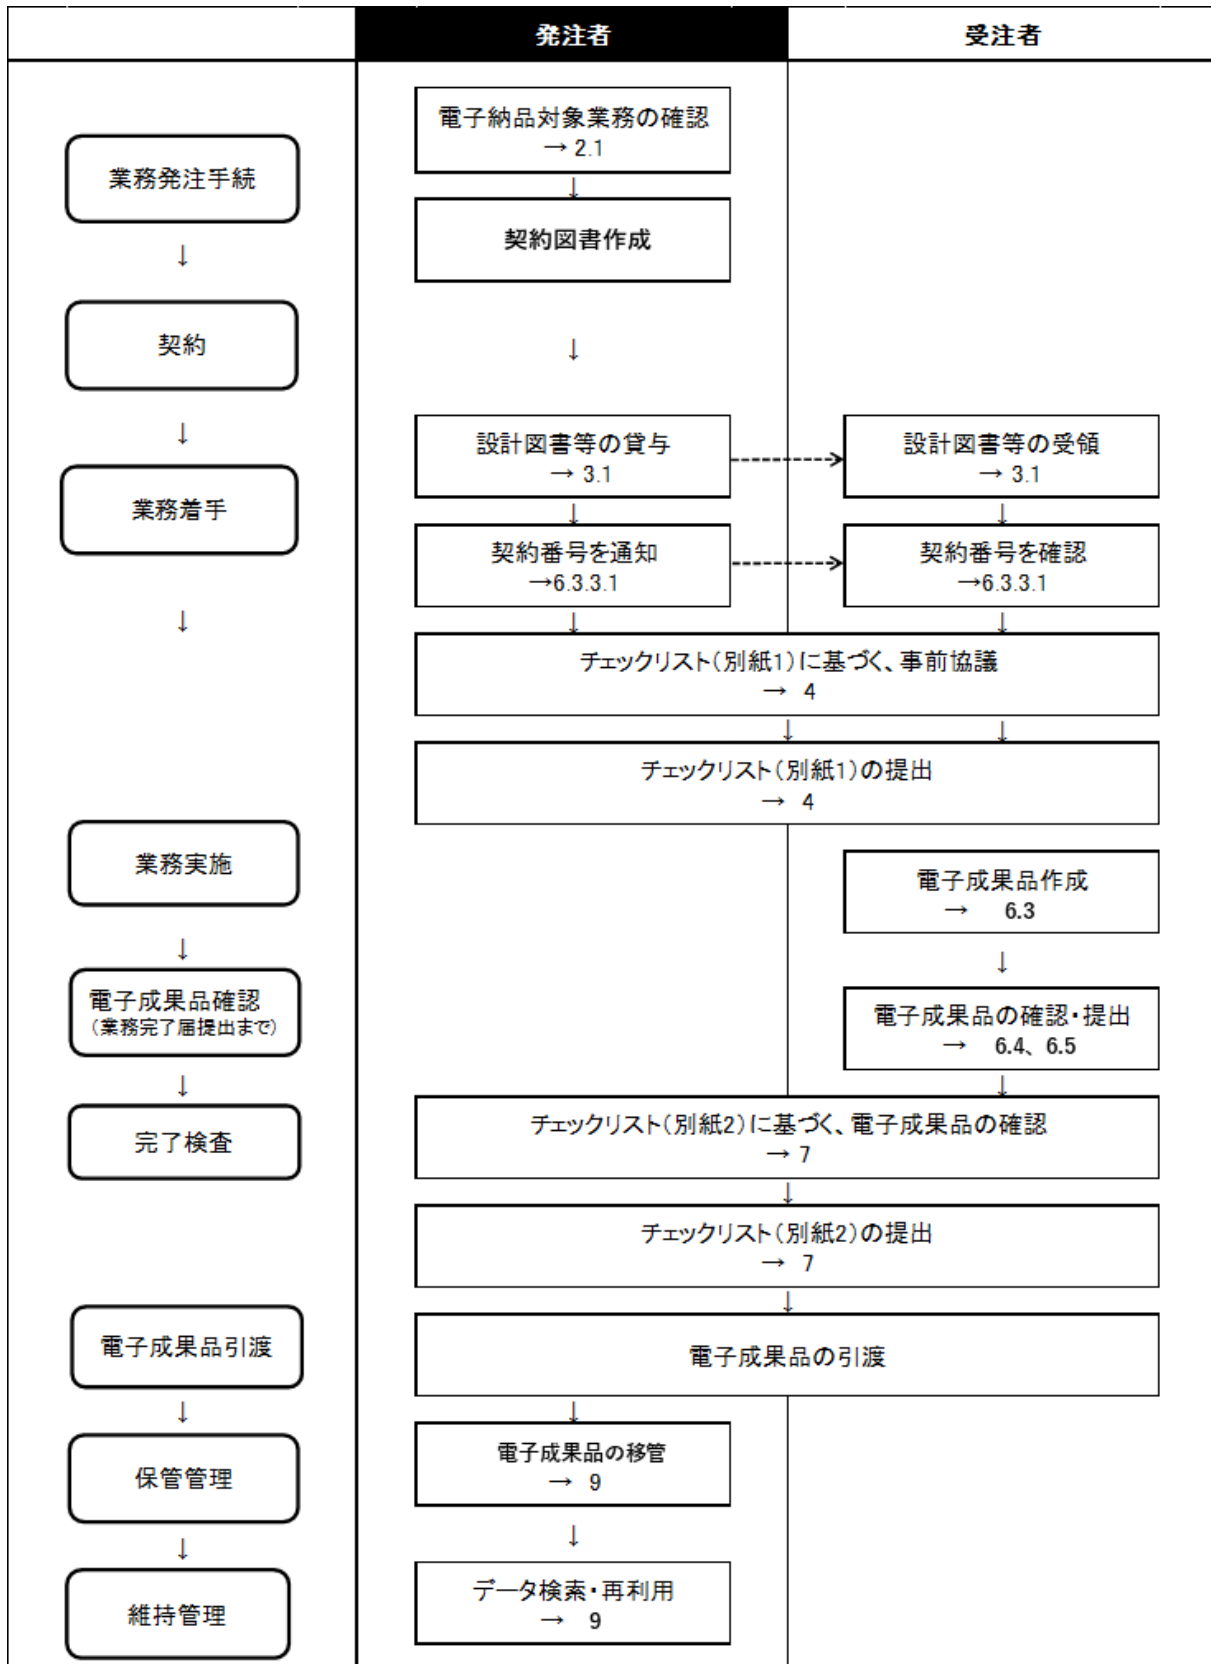 発注者
受注者
業務発注手続
電子納品対象業務の確認
→ 2.1
↓
契約図書作成
↓
契約
↓
↓
設計図書等の貸与
→ 3.1
設計図書等の受領
→ 3.1
業務着手
↓
↓
契約番号を通知
→6.3.3.1
契約番号を確認
→6.3.3.1
↓
↓
↓
チェックリスト(別紙1)に基づく、事前協議
→ 4
↓
↓
チェックリスト(別紙1)の提出
→ 4
業務実施
電子成果品作成
→ 6.3
↓
↓
電子成果品確認
(業務完了届提出まで)
電子成果品の確認・提出
→ 6.4、6.5
↓
↓
完了検査
チェックリスト(別紙2)に基づく、電子成果品の確認
→ 7
↓
チェックリスト(別紙2)の提出
→ 7
↓
電子成果品引渡
電子成果品の引渡
↓
↓
保管管理
電子成果品の移管
→ 9
↓
↓
維持管理
データ検索・再利用
→ 9